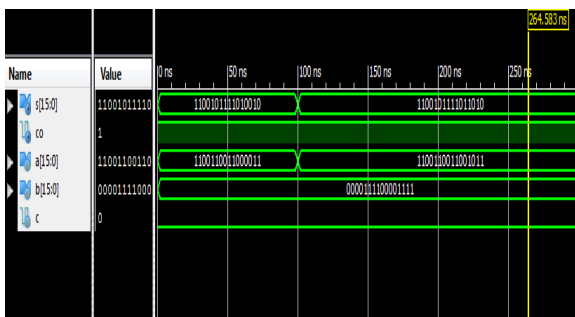 264.583 ns
Name Value 0 ns 50 ns 100 ns 150 ns 200 ns 250 n
s[15:0] 11001011110 1100101111010010 1100101111011010
co 1
a[15:0] 11001100110 1100110011000011 1100110011001011
b[15:0] 00001111000 0000111100001111
c 0